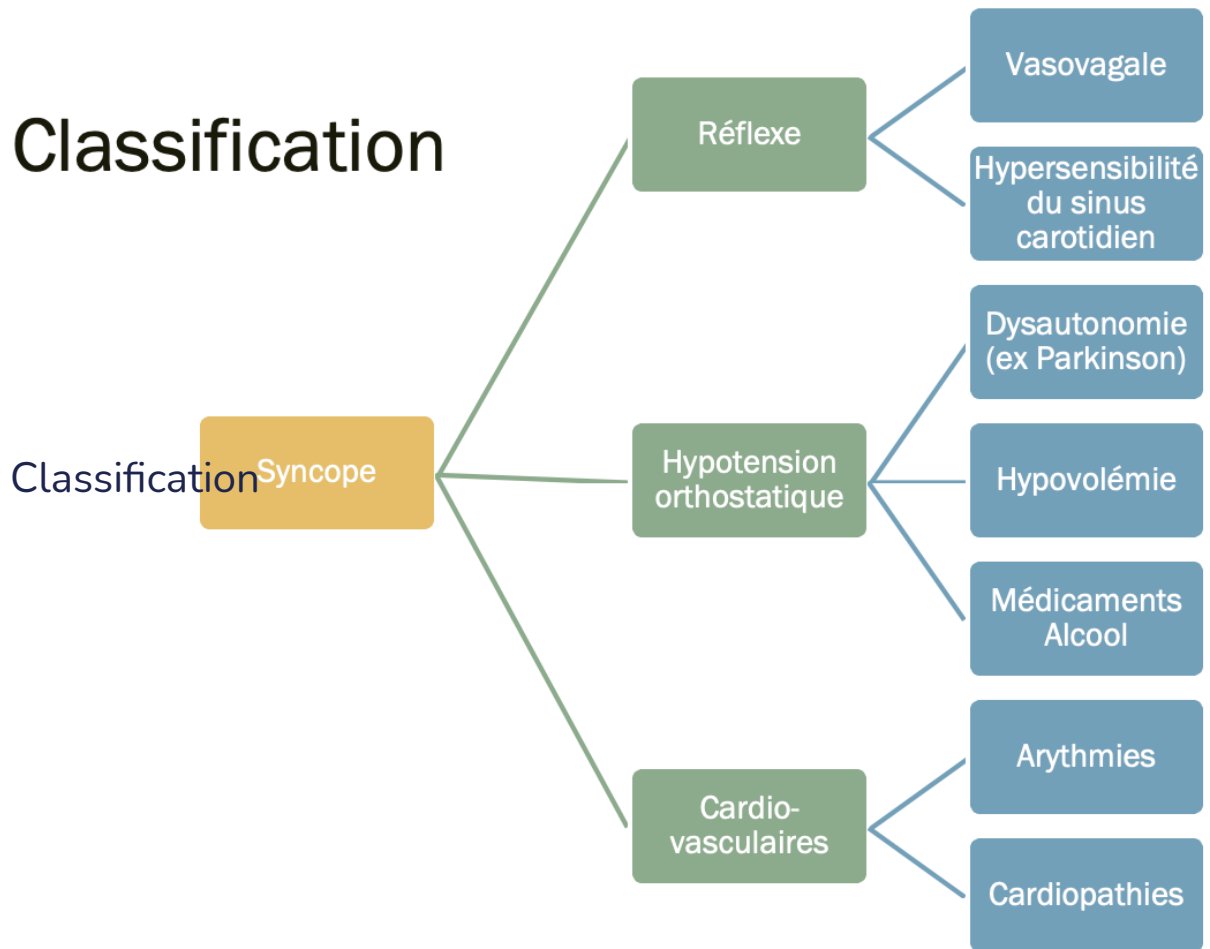 Classification
Classification
Syncope
Réflexe
Vasovagale
Hypersensibilité
du sinus
carotidien
Hypotension
orthostatique
Dysautonomie
(ex Parkinson)
Hypovolémie
Médicaments
Alcool
Cardio-
vasculaires
Arythmies
Cardiopathies